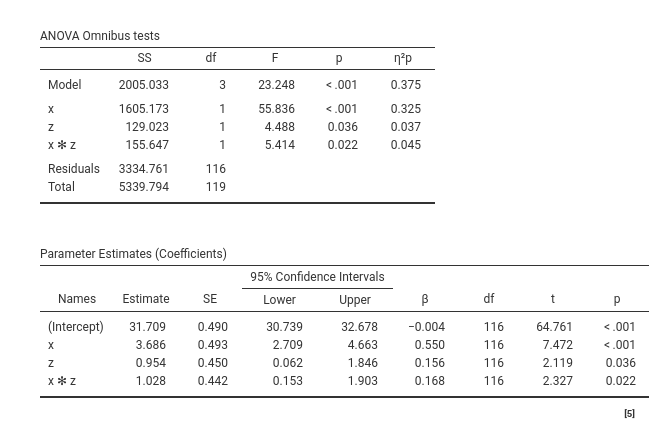 ANOVA Omnibus tests
SS df F p η²p
Model 2005.033 3 23.248 < .001 0.375
x 1605.173 1 55.836 < .001 0.325
z 129.023 1 4.488 0.036 0.037
x ✻ z 155.647 1 5.414 0.022 0.045
Residuals 3334.761 116
Total 5339.794 119
Parameter Estimates (Coefficients)
95% Confidence Intervals
Names Estimate SE Lower Upper β df t p
(Intercept) 31.709 0.490 30.739 32.678 −0.004 116 64.761 < .001
x 3.686 0.493 2.709 4.663 0.550 116 7.472 < .001
z 0.954 0.450 0.062 1.846 0.156 116 2.119 0.036
x ✻ z 1.028 0.442 0.153 1.903 0.168 116 2.327 0.022
[5]